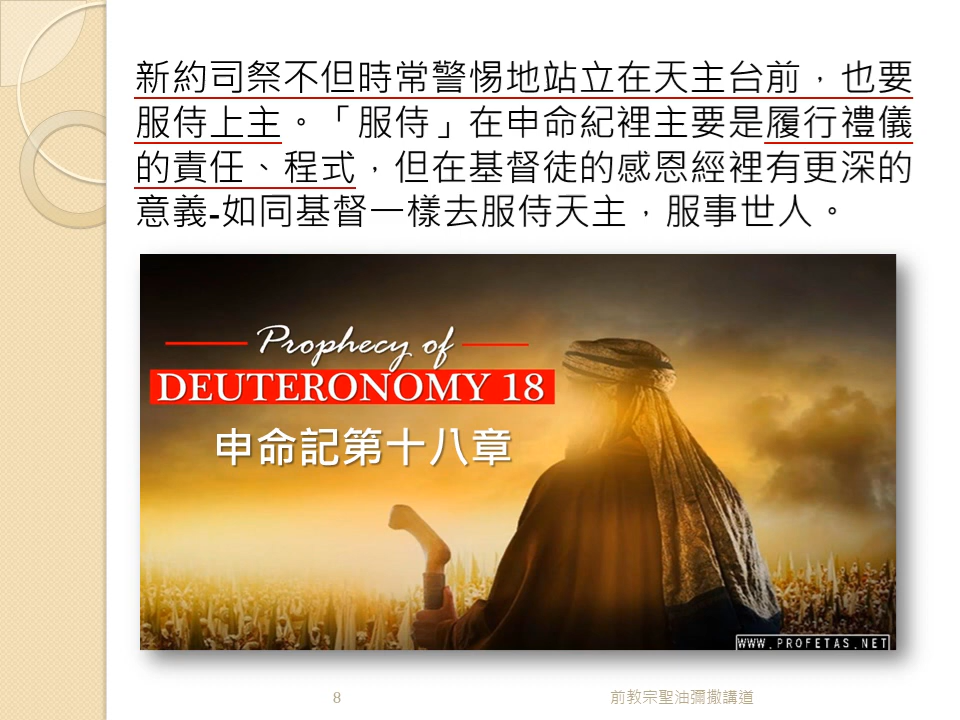 新約司祭不但時常警惕地站立在天主台前，也要
服侍上主。「服侍」在申命紀裡主要是履行禮儀
的責任、程式，但在基督徒的感恩經裡有更深的
意義-如同基督一樣去服侍天主，服事世人。
Prophecy of
DEUTERONOMY 18
申命記第十八章
WWW.PROFETAS.NET
8
前教宗聖油彌撒講道